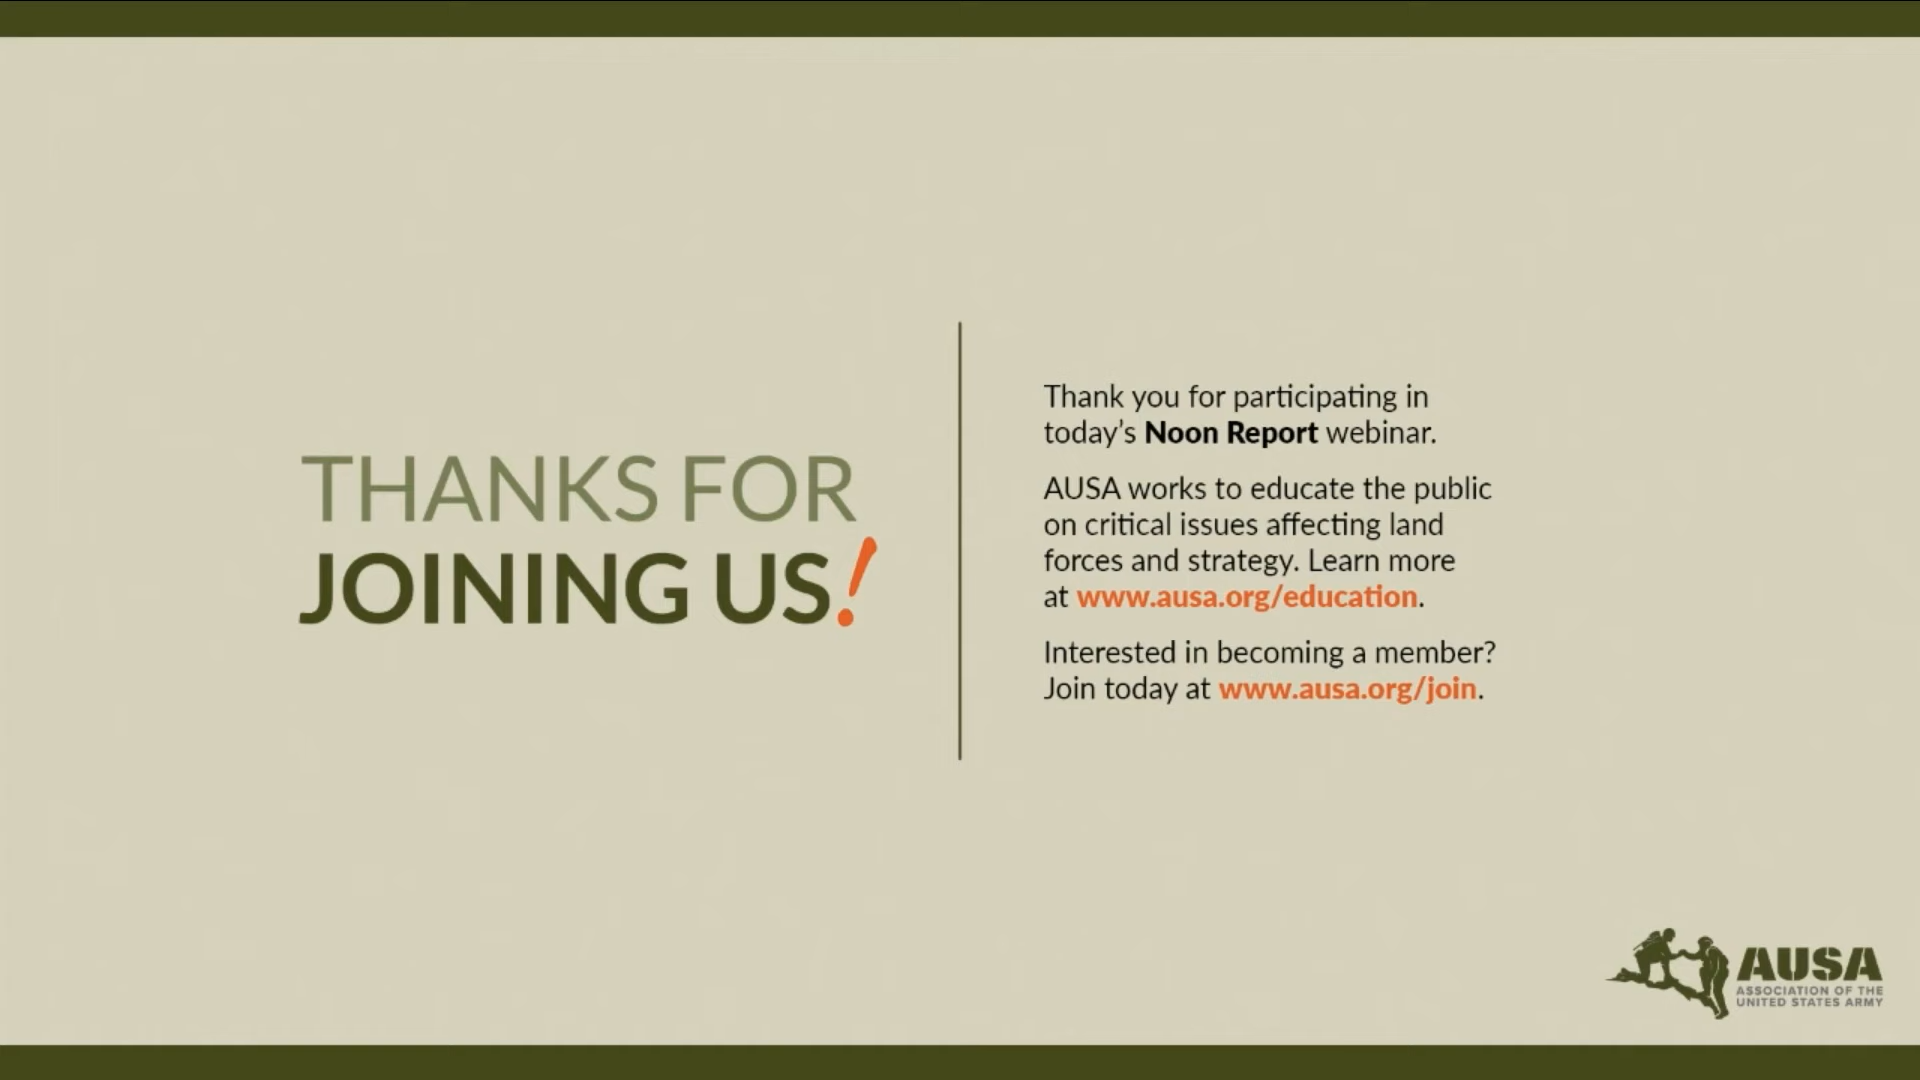 THANKS FOR
JOINING US!
Thank you for participating in
today’s Noon Report webinar.
AUSA works to educate the public
on critical issues affecting land
forces and strategy. Learn more
at www.ausa.org/education.
Interested in becoming a member?
Join today at www.ausa.org/join.
AUSA
ASSOCIATION OF THE
UNITED STATES ARMY